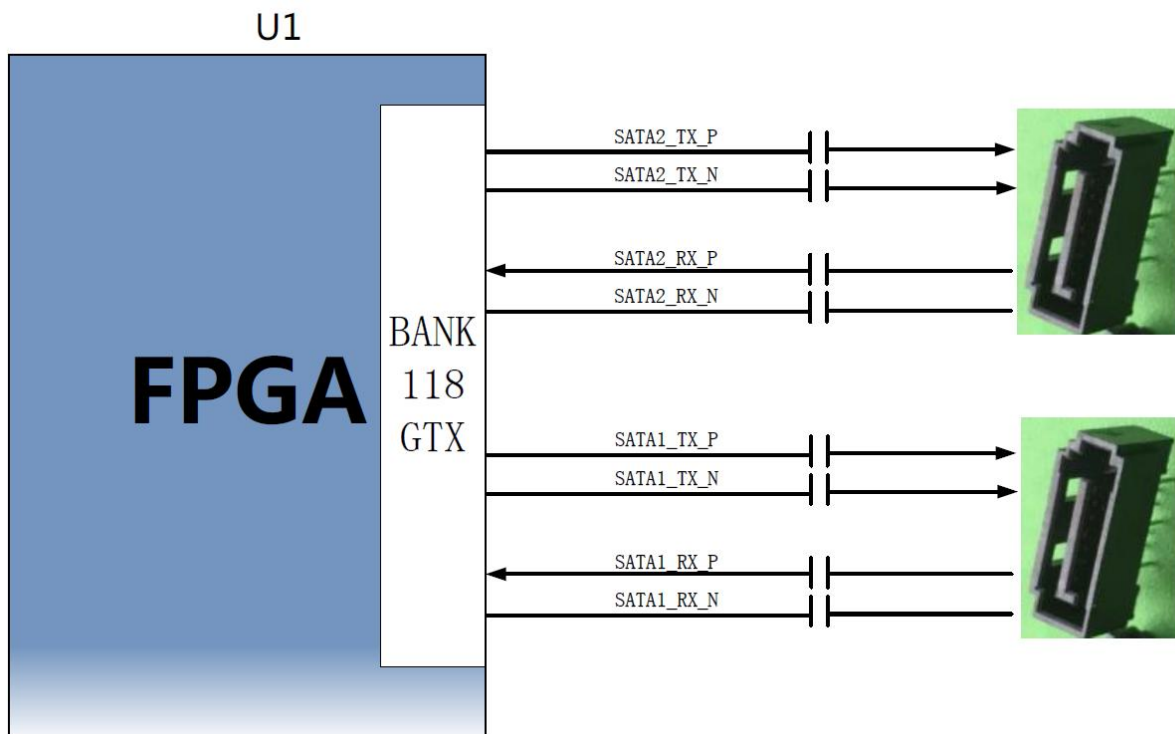 U1
SATA2_TX_P
SATA2_TX_N
SATA2_RX_P
SATA2_RX_N
BANK
118
GTX
FPGA
SATA1_TX_P
SATA1_TX_N
SATA1_RX_P
SATA1_RX_N